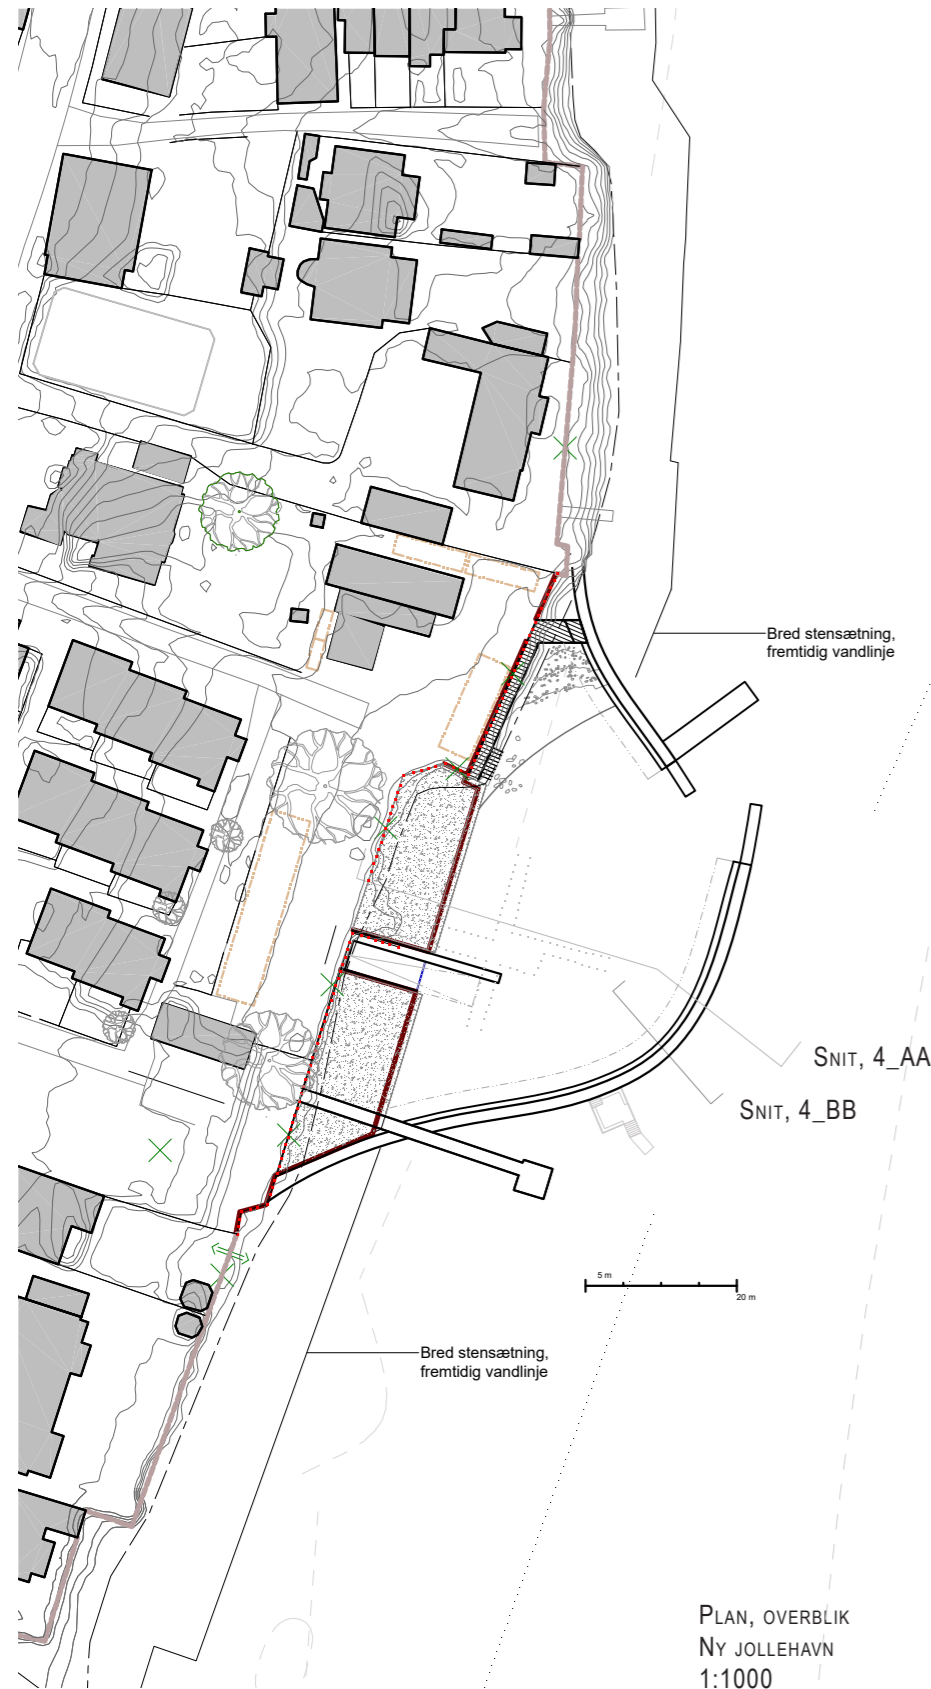 Bred stensætning,
fremtidig vandlinje
SNIT, 4_AA
SNIT, 4_BB
5 m
20 m
Bred stensætning,
fremtidig vandlinje
PLAN, OVERBLIK
NY JOLLEHAVN
1:1000